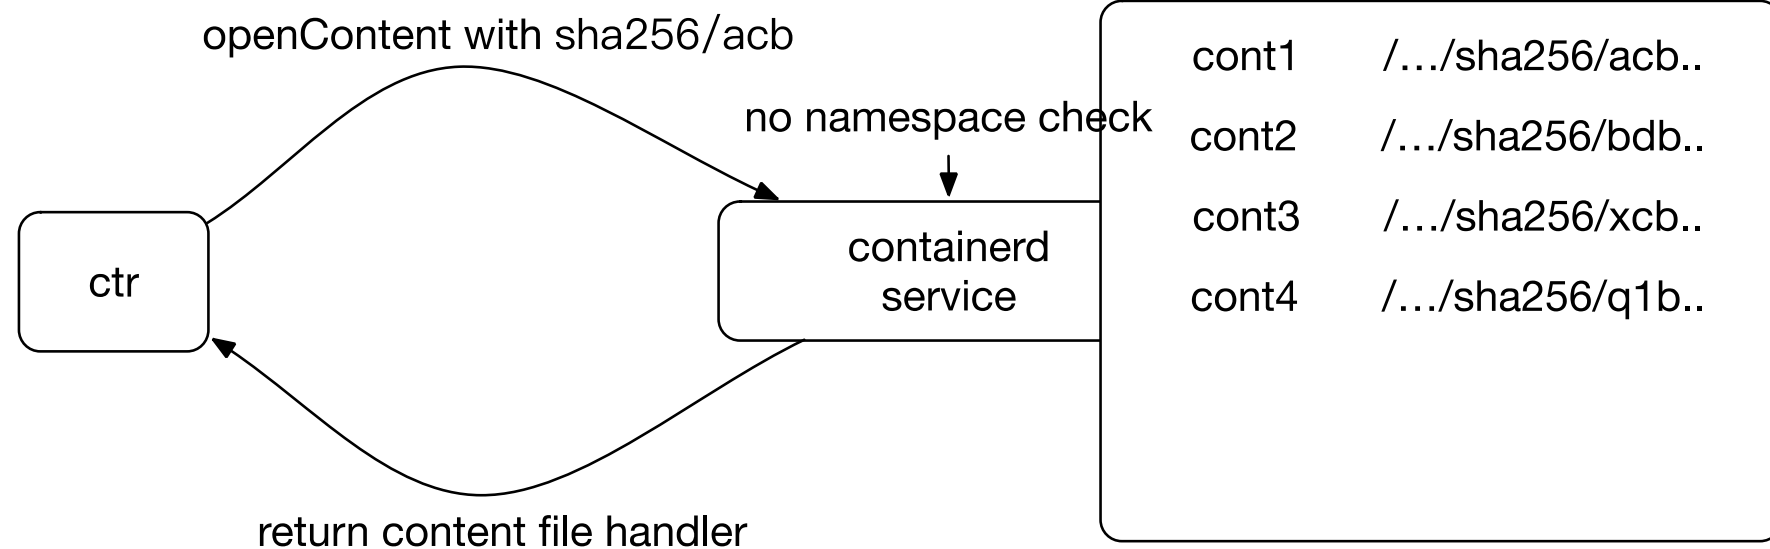 openContent with sha256/acb
no namespace check
ctr
containerd
service
return content file handler
cont1 /.../sha256/acb..
cont2 /.../sha256/bdb..
cont3 /.../sha256/xcb..
cont4 /.../sha256/q1b..